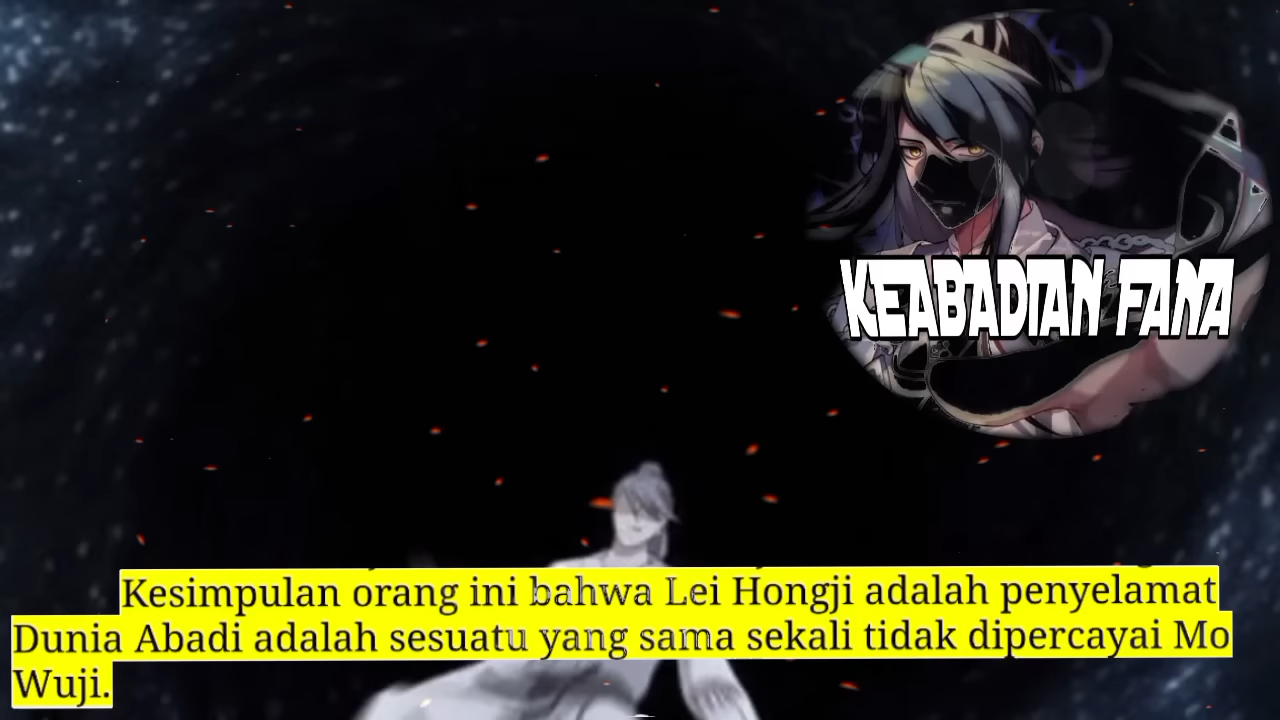 KEABADIAN FANA
Kesimpulan orang ini bahwa Lei Hongji adalah penyelamat
Dunia Abadi adalah sesuatu yang sama sekali tidak dipercayai Mo
Wuji.